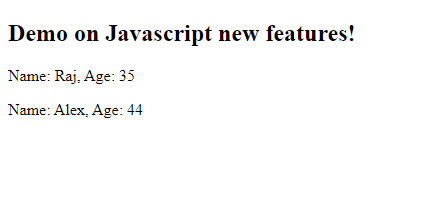 Demo on Javascript new features!
Name: Raj, Age: 35
Name: Alex, Age: 44